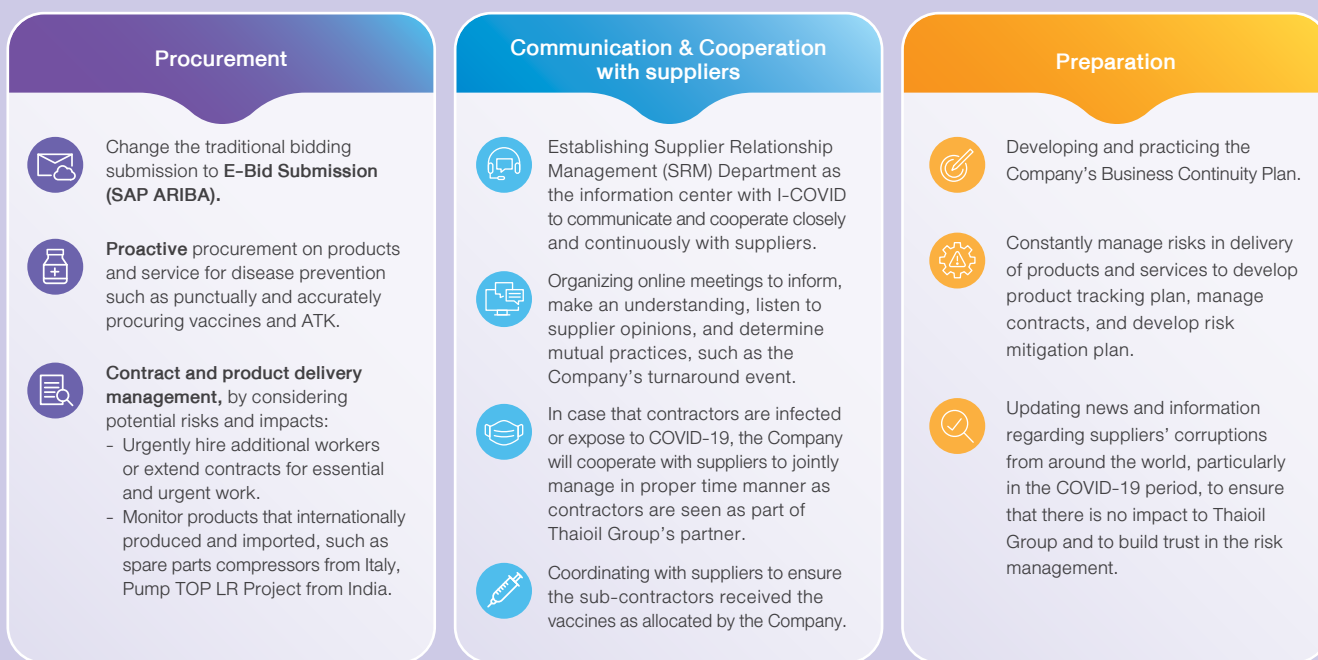 Procurement
Change the traditional bidding
submission to E-Bid Submission
(SAP ARIBA).
Proactive procurement on products
and service for disease prevention
such as punctually and accurately
procuring vaccines and ATK.
Contract and product delivery
management, by considering
potential risks and impacts:
- Urgently hire additional workers
or extend contracts for essential
and urgent work.
- Monitor products that internationally
produced and imported, such as
spare parts compressors from Italy,
Pump TOP LR Project from India.
Communication & Cooperation
with suppliers
Establishing Supplier Relationship
Management (SRM) Department as
the information center with I-COVID
to communicate and cooperate closely
and continuously with suppliers.
Organizing online meetings to inform,
make an understanding, listen to
supplier opinions, and determine
mutual practices, such as the
Company's turnaround event.
In case that contractors are infected
or expose to COVID-19, the Company
will cooperate with suppliers to jointly
manage in proper time manner as
contractors are seen as part of
Thaioil Group's partner.
Coordinating with suppliers to ensure
the sub-contractors received the
vaccines as allocated by the Company.
Preparation
Developing and practicing the
Company's Business Continuity Plan.
Constantly manage risks in delivery
of products and services to develop
product tracking plan, manage
contracts, and develop risk
mitigation plan.
Updating news and information
regarding suppliers' corruptions
from around the world, particularly
in the COVID-19 period, to ensure
that there is no impact to Thaioil
Group and to build trust in the risk
management.